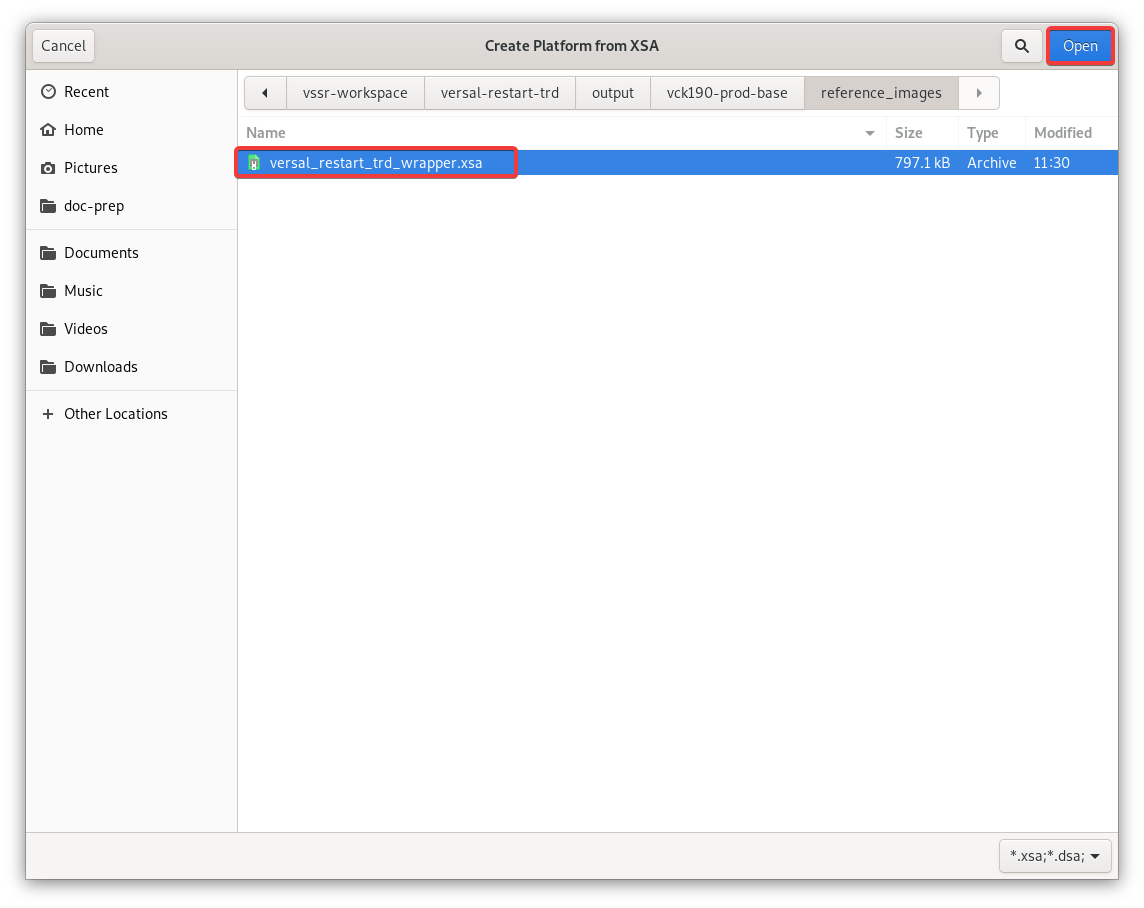 Cancel Create Platform from XSA Open
Recent
Home
Pictures
doc-prep
Documents
Music
Videos
Downloads
Other Locations
vssr-workspace versal-restart-trd output vck190-prod-base reference_images
Name Size Type Modified
versal_restart_trd_wrapper.xsa 797.1 kB Archive 11:30
*.xsa;*.dsa;